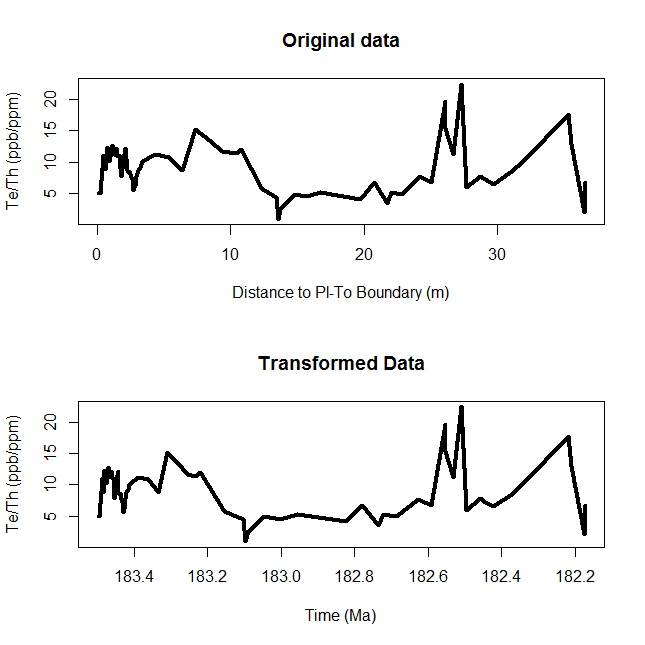 Original data
Te/Th (ppb/ppm)
20
15
10
5
0 10 20 30
Distance to Pl-To Boundary (m)
Transformed Data
Te/Th (ppb/ppm)
20
15
10
5
183.4 183.2 183.0 182.8 182.6 182.4 182.2
Time (Ma)